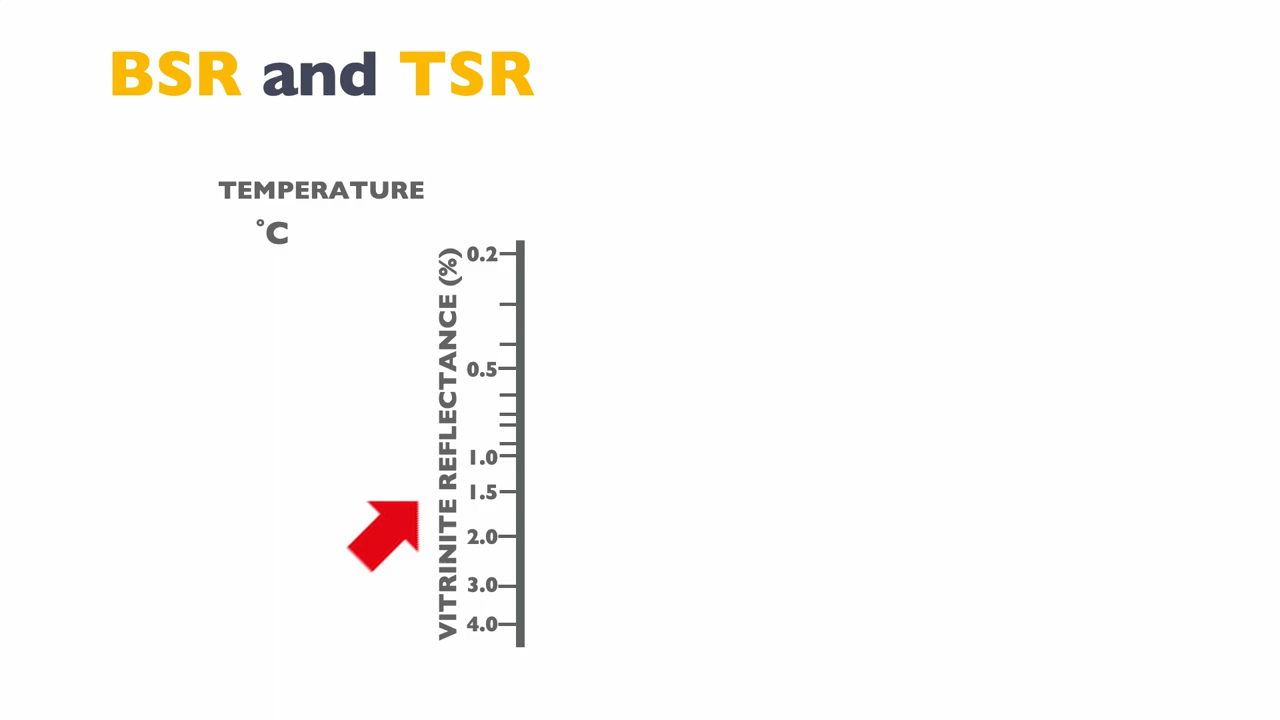 BSR and TSR
TEMPERATURE
°C
VITRINITE REFLECTANCE (%)
0.2
0.5
1.0
1.5
2.0
3.0
4.0